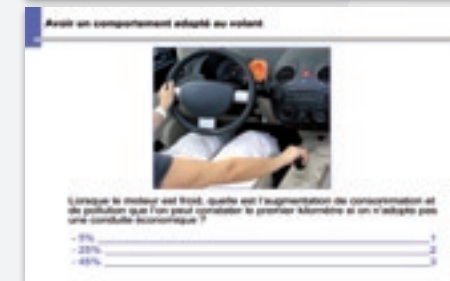 Avoir un comportement adapté au volant
Lorsque le moteur est froid, quelle est l'augmentation de consommation et
de pollution que l'on peut constater le premier kilomètre si on n'adopte pas
une conduite économique ?
- 5% 1
- 25% 2
- 45% 3